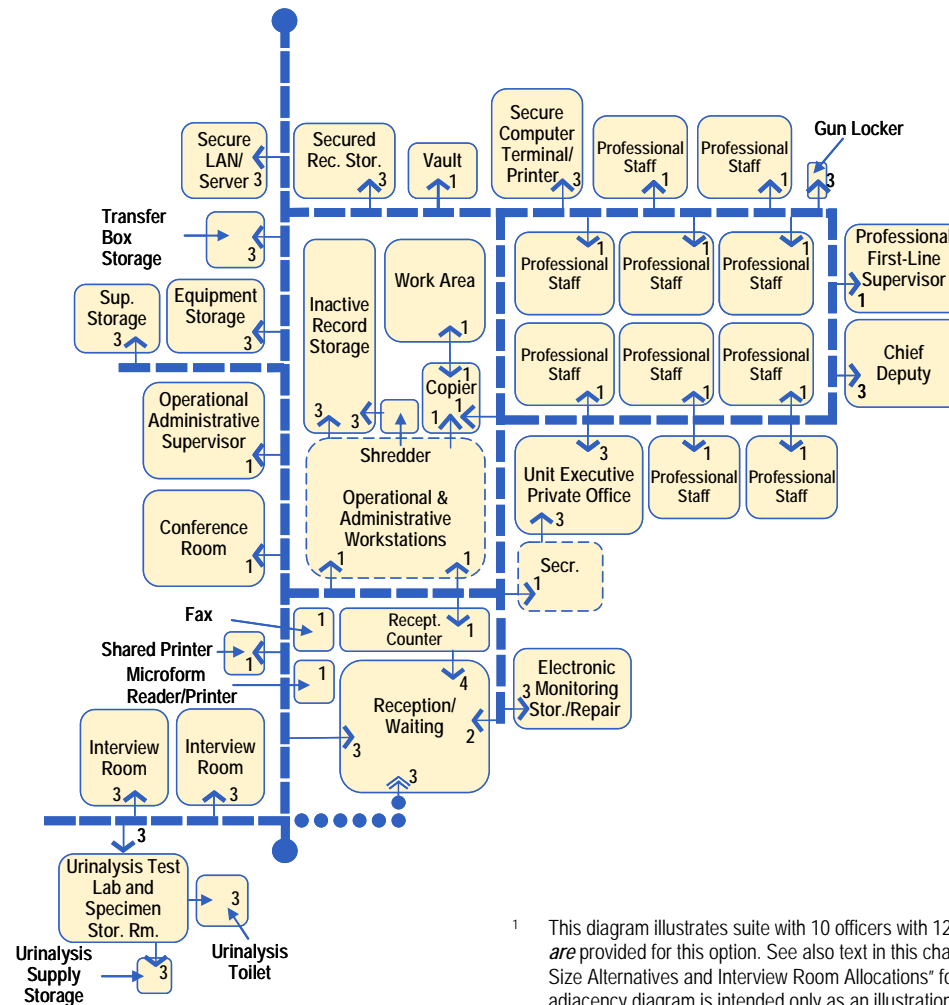 Secure
LAN/
Server 3
Secured
Rec. Stor.
3
Vault
1
Secure
Computer
Terminal/
Printer 3
Professional
Staff
1
Professional
Staff
1
Gun Locker
3
Transfer
Box
Storage
3
Sup.
Storage
3
Equipment
Storage
3
Inactive
Record
Storage
3
3
Work Area
1
1
Copier
1
1
Professional
Staff
1
Professional
Staff
1
Professional
Staff
1
Professional
First-Line
Supervisor
1
Professional
Staff
1
Professional
Staff
1
Professional
Staff
1
Chief
Deputy
3
Operational
Administrative
Supervisor
1
Shredder
Operational &
Administrative
Workstations
1
1
3
Unit Executive
Private Office
3
1
Professional
Staff
1
Professional
Staff
Conference
Room
1
Secr.
1
Fax
1
Recept.
Counter
1
Shared Printer
1
Microform
Reader/Printer
1
4
Reception/
Waiting
3
2
3
Electronic
3 Monitoring
Stor./Repair
Interview
Room
3
Interview
Room
3
3
Urinalysis Test
Lab and
Specimen
Stor. Rm.
3
Urinalysis
Toilet
Urinalysis
Supply
Storage
3
1 This diagram illustrates suite with 10 officers with 12
are provided for this option. See also text in this cha
Size Alternatives and Interview Room Allocations" fo
adjacency diagram is intended only as an illustration